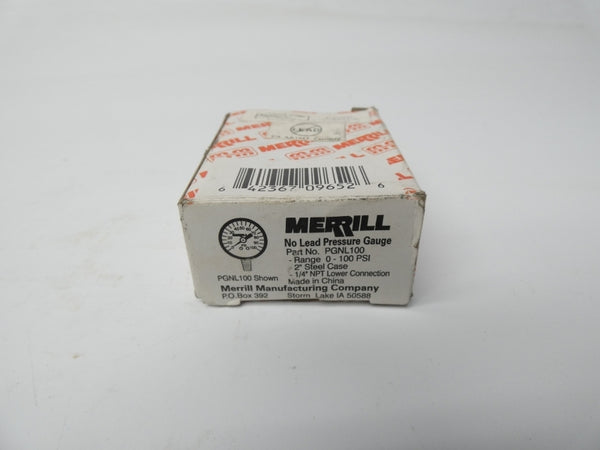 LEAD
MERRILL
6 42367 09652 6
MERRILL
No Lead Pressure Gauge
Part No. PGNL100
- Range 0 - 100 PSI
- 2" Steel Case
- 1/4" NPT Lower Connection
Made in China
PGNL100 Shown
Merrill Manufacturing Company
P.O. Box 392 Storm Lake IA 50588